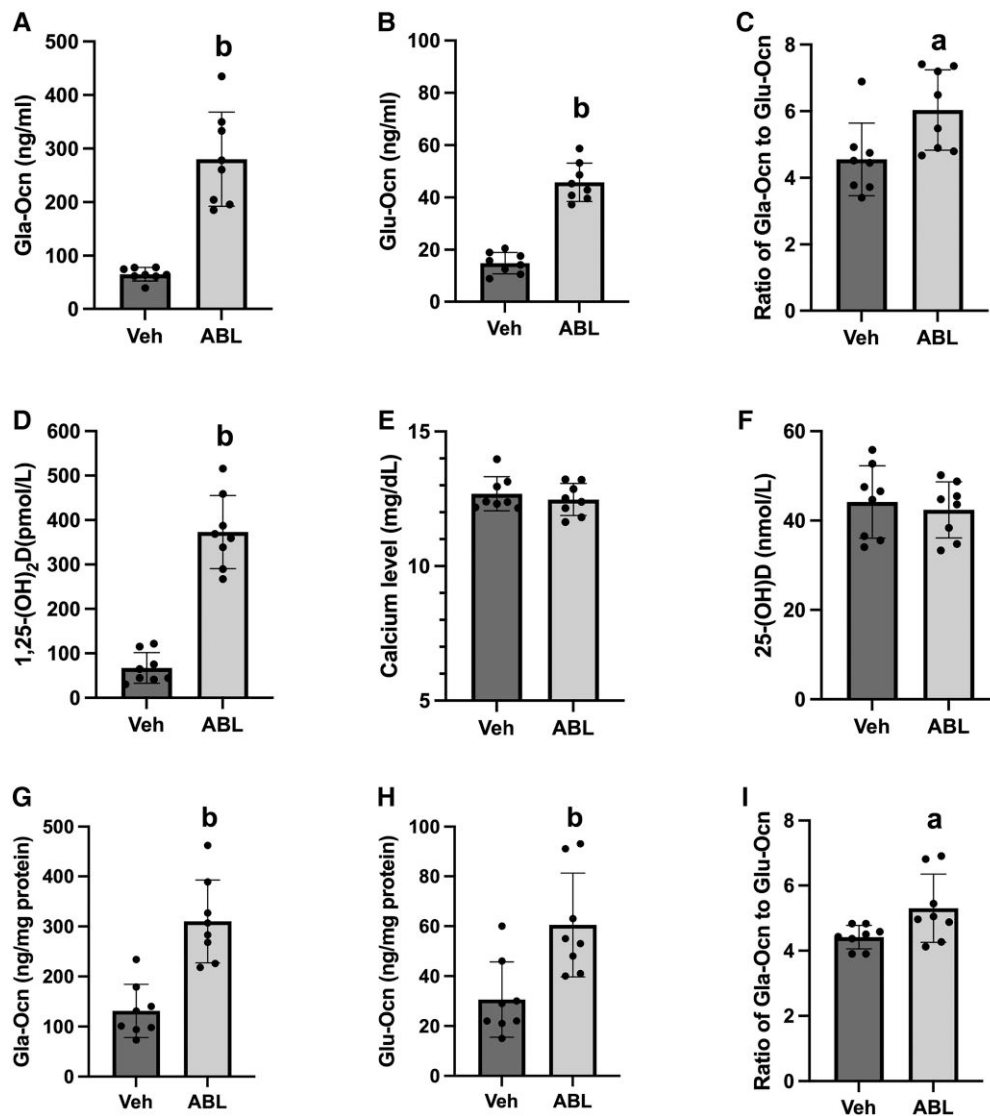 A
Gla-Ocn (ng/ml)
500
400
300
200
100
0
b
Veh ABL
B
Glu-Ocn (ng/ml)
100
80
60
40
20
0
b
Veh ABL
C
Ratio of Gla-Ocn to Glu-Ocn
8
6
4
2
0
a
Veh ABL
D
1,25-(OH)₂D(pmol/L)
600
500
400
300
200
100
0
b
Veh ABL
E
Calcium level (mg/dL)
15
10
5
Veh ABL
F
25-(OH)D (nmol/L)
60
40
20
0
Veh ABL
G
Gla-Ocn (ng/mg protein)
500
400
300
200
100
0
b
Veh ABL
H
Glu-Ocn (ng/mg protein)
100
80
60
40
20
0
b
Veh ABL
I
Ratio of Gla-Ocn to Glu-Ocn
8
6
4
2
0
a
Veh ABL